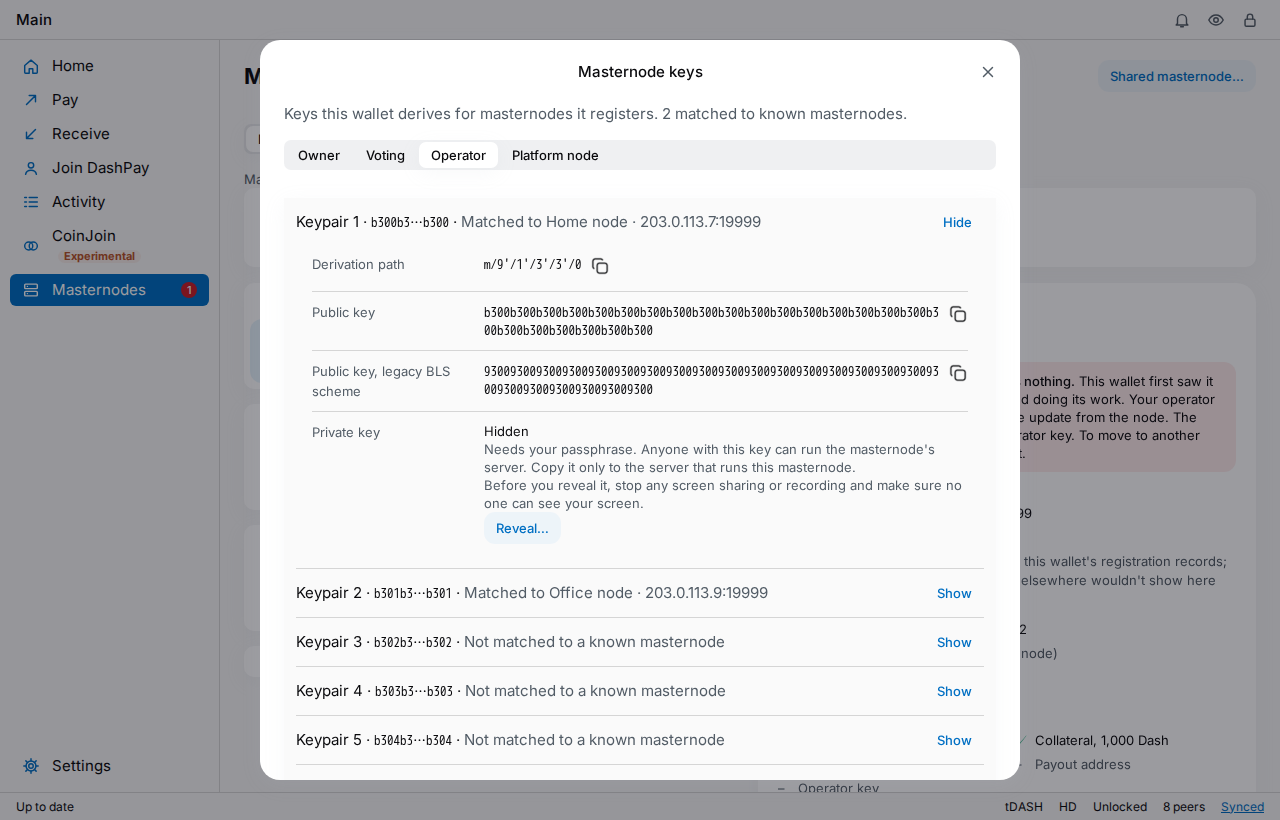 Main
Home
Pay
Receive
Join DashPay
Activity
CoinJoin
Experimental
Masternodes 1
Settings
Shared masternode...
Masternode keys
Keys this wallet derives for masternodes it registers. 2 matched to known masternodes.
Owner Voting Operator Platform node
Keypair 1 · b300b3···b300 · Matched to Home node · 203.0.113.7:19999 Hide
Derivation path m/9'/1'/3'/3'/0
Public key b300b300b300b300b300b300b300b300b300b300b300b300b300b300b300b300b300b3
00b300b300b300b300b300b300
Public key, legacy BLS
scheme
9300930093009300930093009300930093009300930093009300930093009300930093
00930093009300930093009300
Private key Hidden
Needs your passphrase. Anyone with this key can run the masternode's
server. Copy it only to the server that runs this masternode.
Before you reveal it, stop any screen sharing or recording and make sure no
one can see your screen.
Reveal...
Keypair 2 · b301b3···b301 · Matched to Office node · 203.0.113.9:19999 Show
Keypair 3 · b302b3···b302 · Not matched to a known masternode Show
Keypair 4 · b303b3···b303 · Not matched to a known masternode Show
Keypair 5 · b304b3···b304 · Not matched to a known masternode Show
nothing. This wallet first saw it
doing its work. Your operator
update from the node. The
operator key. To move to another
this wallet's registration records;
elsewhere wouldn't show here
node)
Collateral, 1,000 Dash
Payout address
Operator key
Up to date
tDASH HD Unlocked 8 peers Synced